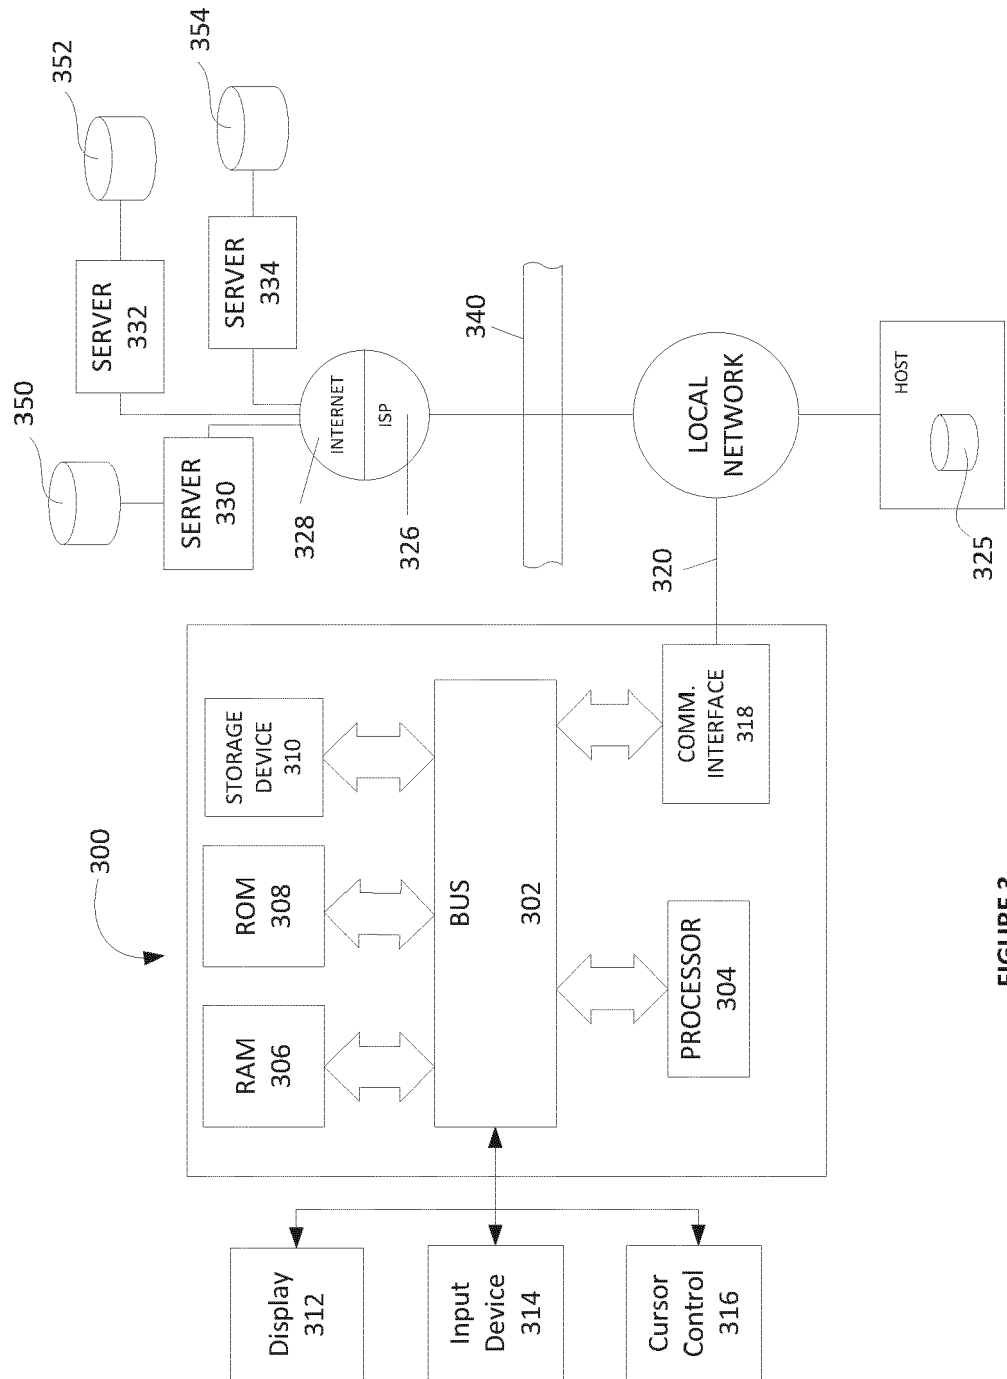 350
352
300
354
SERVER
332
SERVER
330
SERVER
334
RAM
306
ROM
308
STORAGE
DEVICE
310
Display
312
328
INTERNET
ISP
326
BUS
302
340
Input
Device
314
320
LOCAL
NETWORK
PROCESSOR
304
COMM.
INTERFACE
318
Cursor
Control
316
HOST
325
FIGURE 3